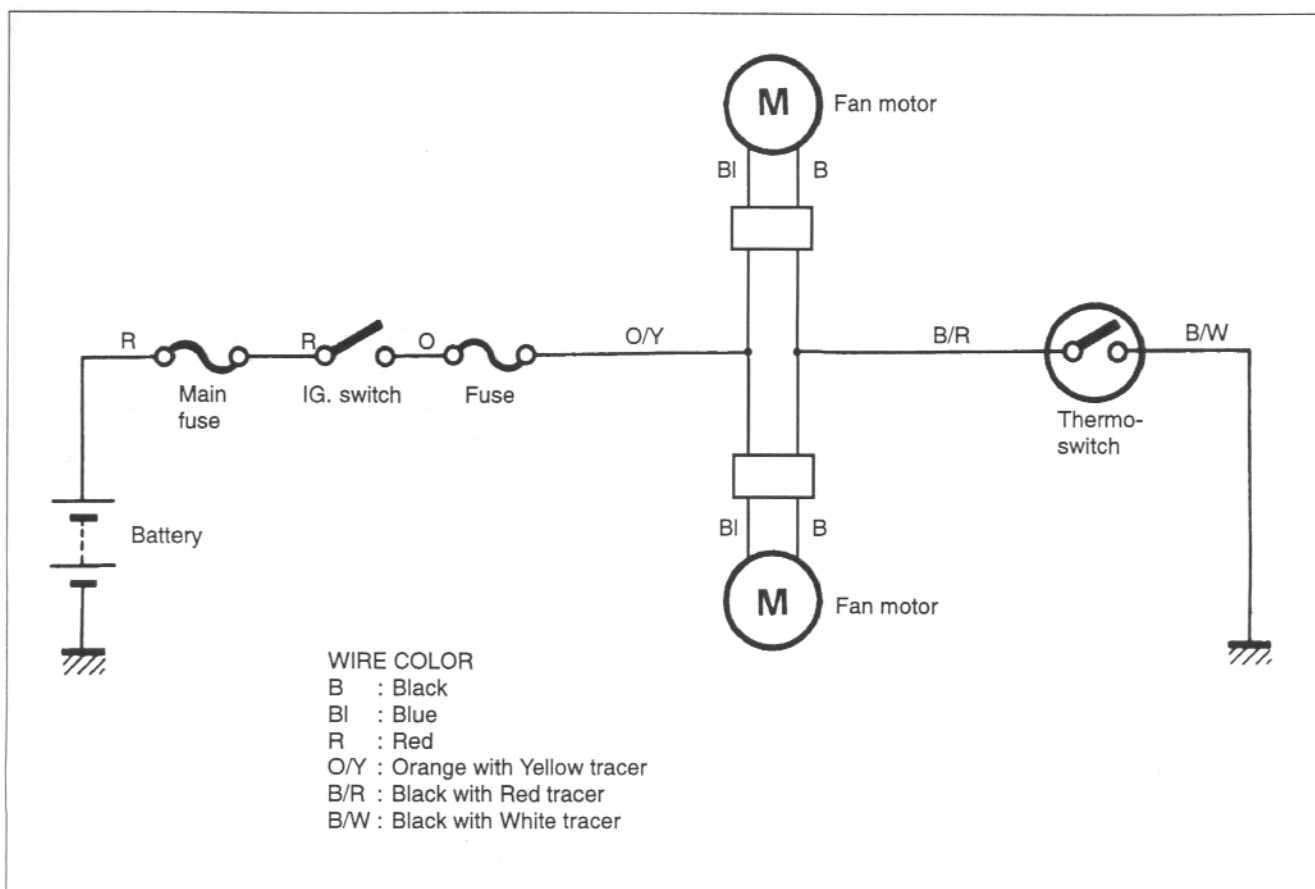 M
Fan motor
Bl
B
R
R
O
O/Y
B/R
B/W
Main
fuse
IG. switch
Fuse
Thermo-
switch
Battery
Bl
B
M
Fan motor
WIRE COLOR
B : Black
Bl : Blue
R : Red
O/Y : Orange with Yellow tracer
B/R : Black with Red tracer
B/W : Black with White tracer